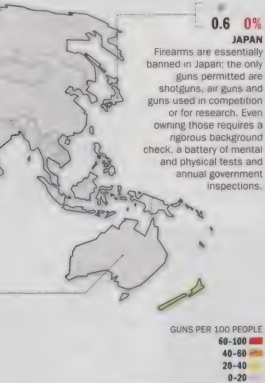 0.6 0%
JAPAN
Firearms are essentially
banned in Japan; the only
guns permitted are
shotguns, air guns and
guns used in competition
or for research. Even
owning those requires a
rigorous background
check, a battery of mental
and physical tests and
annual government
inspections.
GUNS PER 100 PEOPLE
60-100
40-60
20-40
0-20